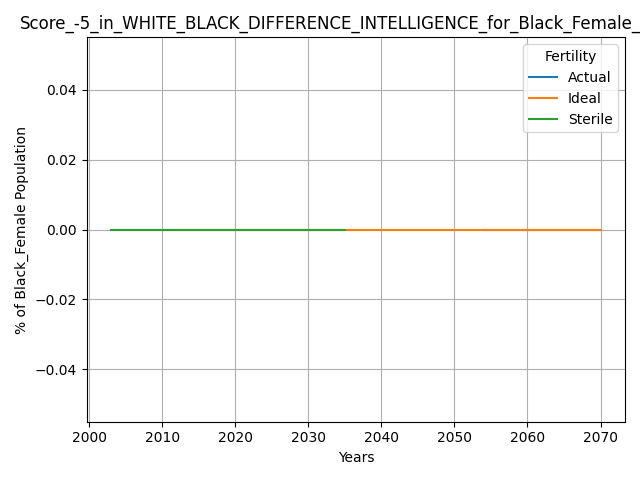 Score_-5_in_WHITE_BLACK_DIFFERENCE_INTELLIGENCE_for_Black_Female_
Fertility
Actual
Ideal
Sterile
% of Black_Female Population
0.04
0.02
0.00
−0.02
−0.04
2000 2010 2020 2030 2040 2050 2060 2070
Years